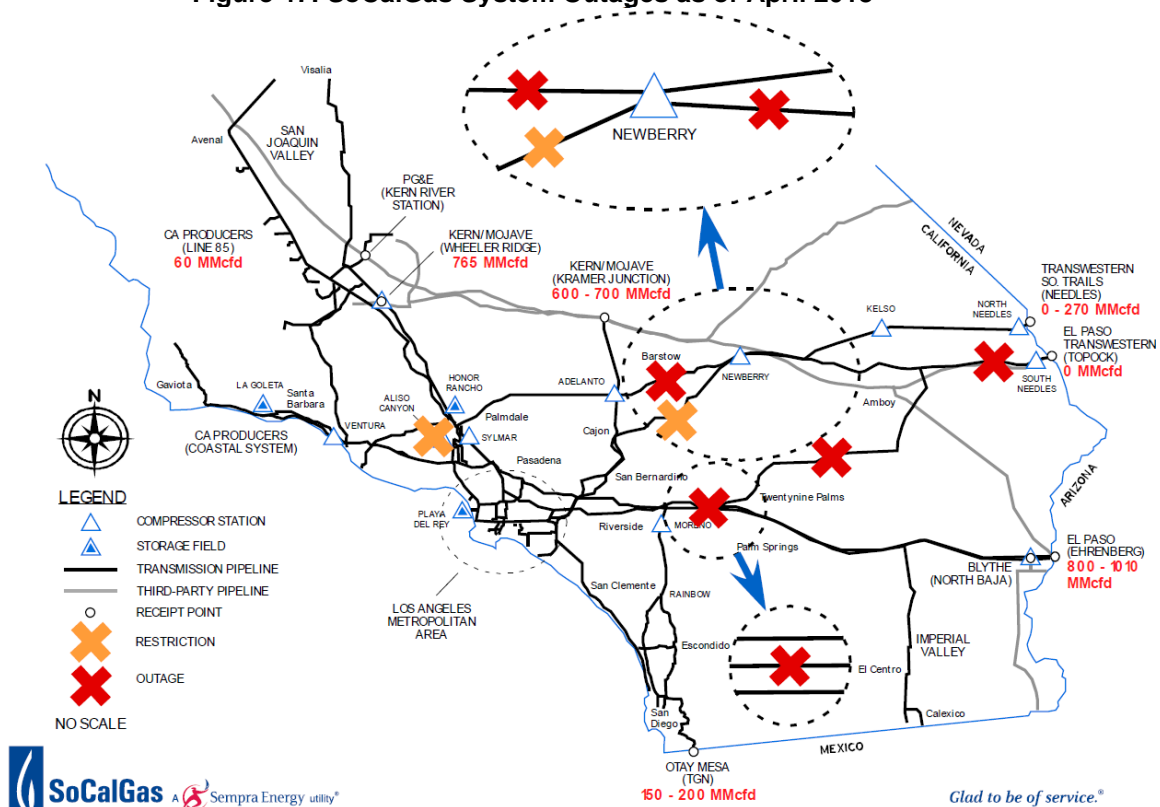 Visalia
Avenal
SAN
JOAQUIN
VALLEY
NEWBERRY
PG&E
(KERN RIVER
STATION)
CA PRODUCERS
(LINE 85)
60 MMcfd
KERN/MOJAVE
(WHEELER RIDGE)
765 MMcfd
KERN/MOJAVE
(KRAMER JUNCTION)
600 - 700 MMcfd
NEVADA
CALIFORNIA
TRANSWESTERN
SO. TRAILS
(NEEDLES)
0 - 270 MMcfd
KELSO
NORTH
NEEDLES
EL PASO
TRANSWESTERN
(TOPOCK)
0 MMcfd
SOUTH
NEEDLES
Barstow
NEWBERRY
Amboy
ADELANTO
Cajon
HONOR
RANCHO
Palmdale
ALISO
CANYON
SYLMAR
Pasadena
Gaviota
LA GOLETA
Santa
Barbara
VENTURA
CA PRODUCERS
(COASTAL SYSTEM)
San Bernardino
Twentynine Palms
PLAYA
DEL REY
Riverside
MORENO
Palm Springs
ARIZONA
EL PASO
(EHRENBERG)
800 - 1010
MMcfd
BLYTHE
(NORTH BAJA)
San Clemente
RAINBOW
LOS ANGELES
METROPOLITAN
AREA
Escondido
El Centro
IMPERIAL
VALLEY
San
Diego
Calexico
MEXICO
OTAY MESA
(TGN)
150 - 200 MMcfd
N
LEGEND
COMPRESSOR STATION
STORAGE FIELD
TRANSMISSION PIPELINE
THIRD-PARTY PIPELINE
RECEIPT POINT
RESTRICTION
OUTAGE
NO SCALE
SoCalGas A Sempra Energy utility®
Glad to be of service.®